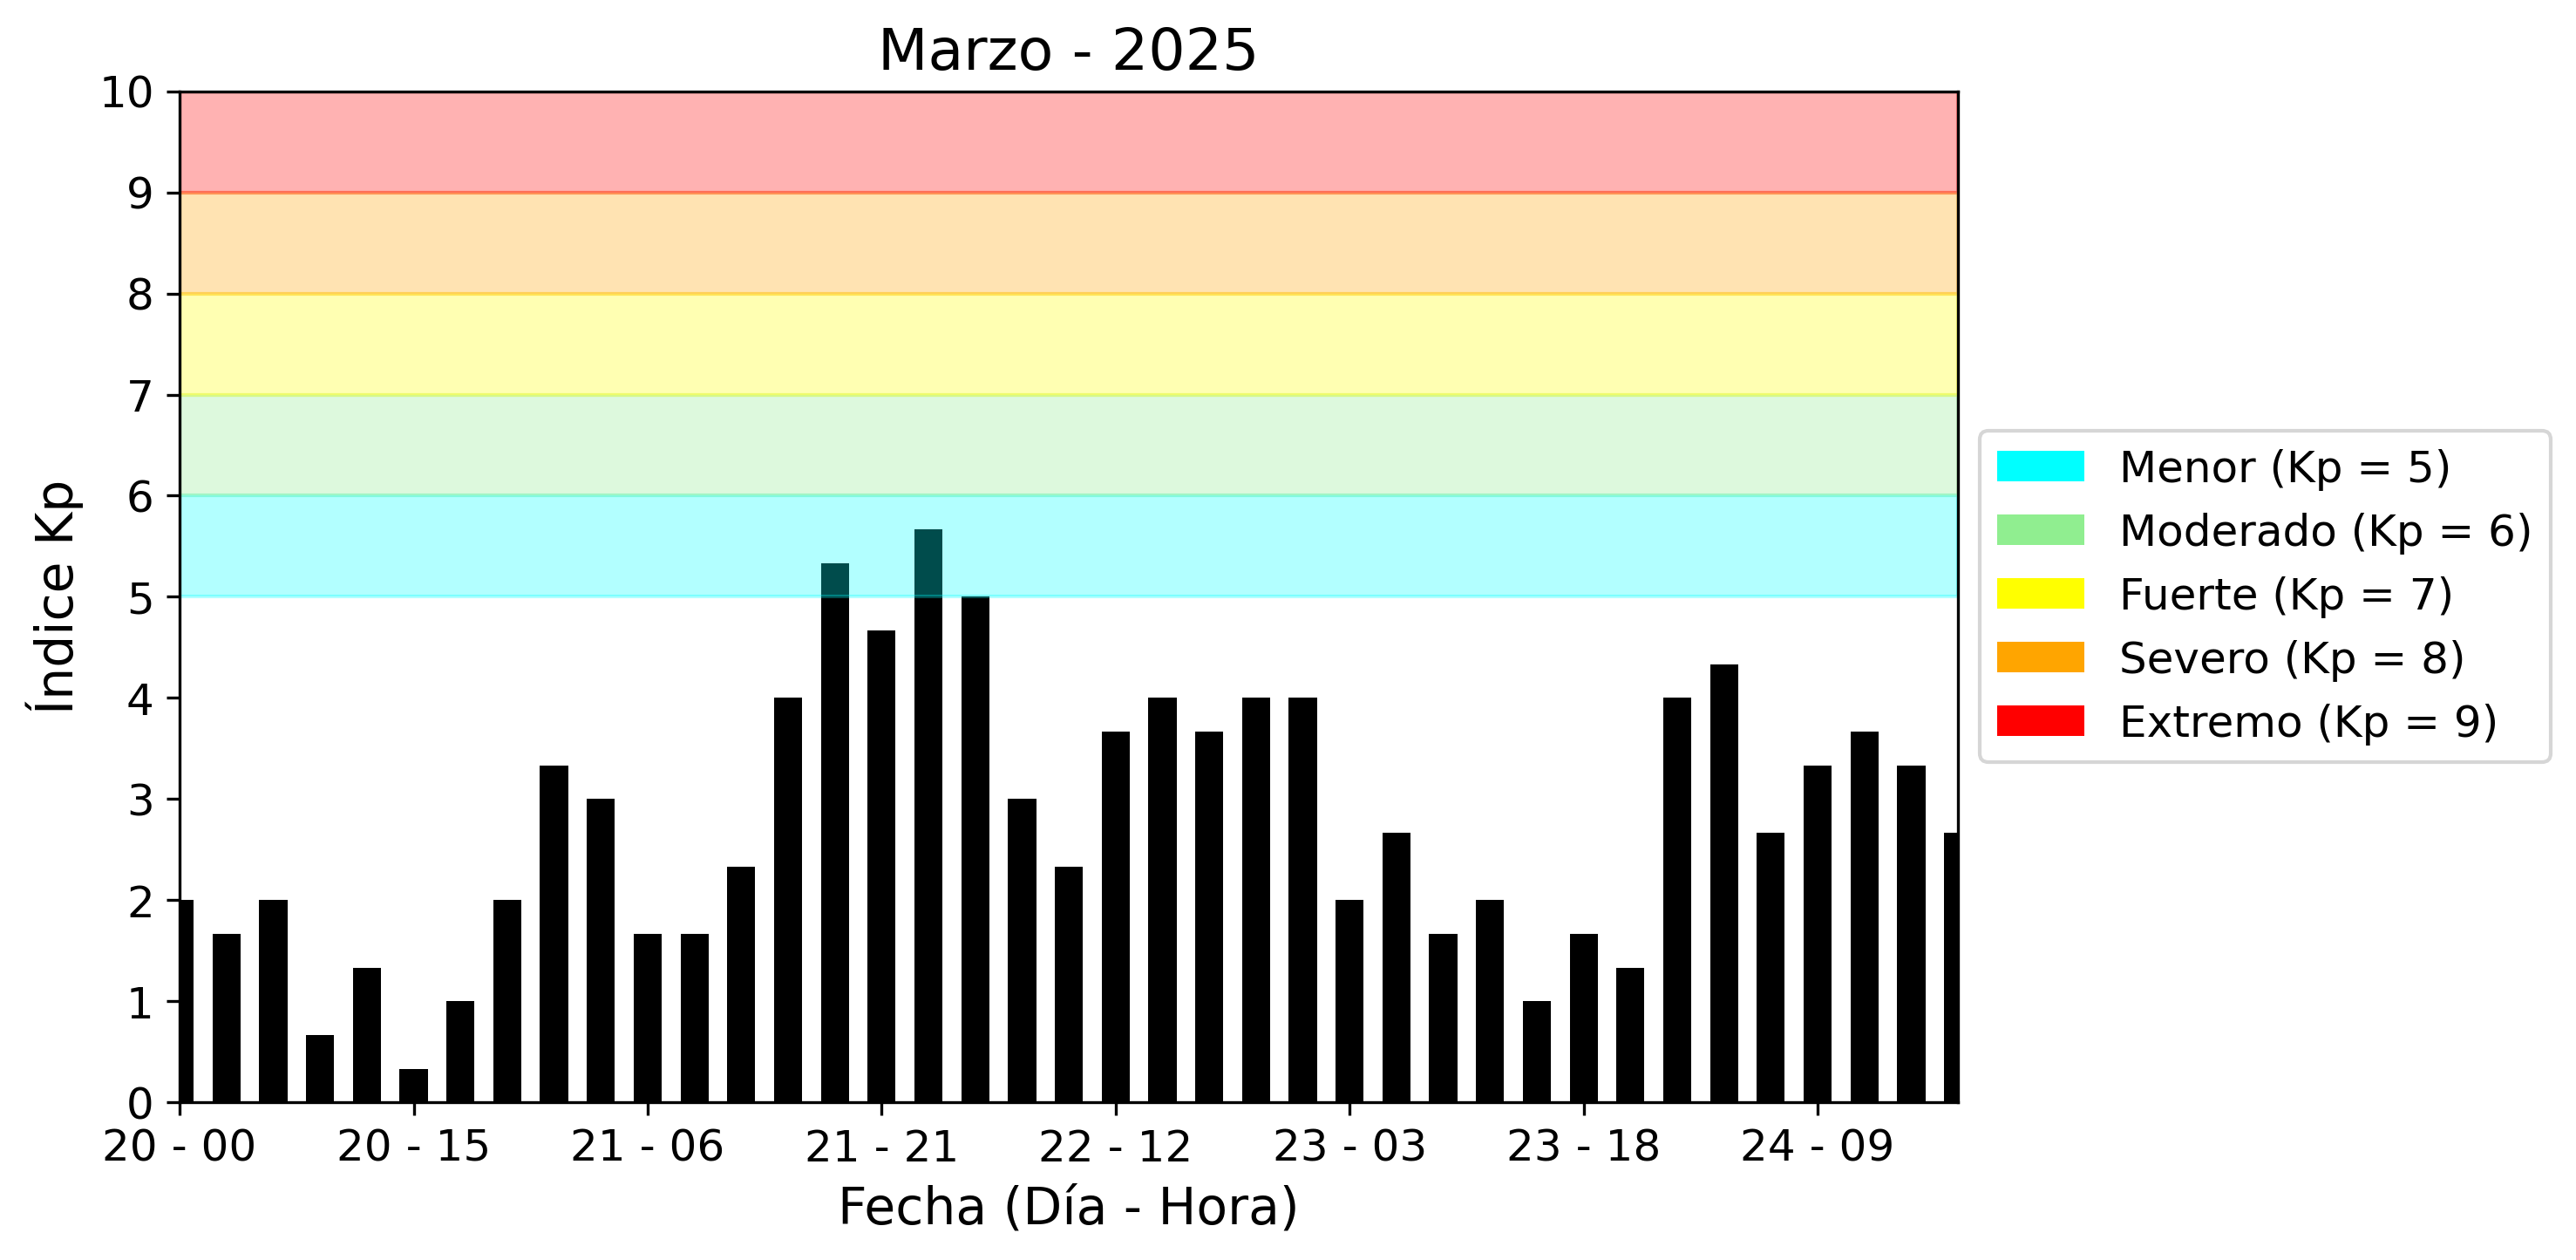 Marzo - 2025
10
9
8
7
6
5
4
3
2
1
0
Índice Kp
20 - 00
20 - 15
21 - 06
21 - 21
22 - 12
23 - 03
23 - 18
24 - 09
Fecha (Día - Hora)
Menor (Kp = 5)
Moderado (Kp = 6)
Fuerte (Kp = 7)
Severo (Kp = 8)
Extremo (Kp = 9)